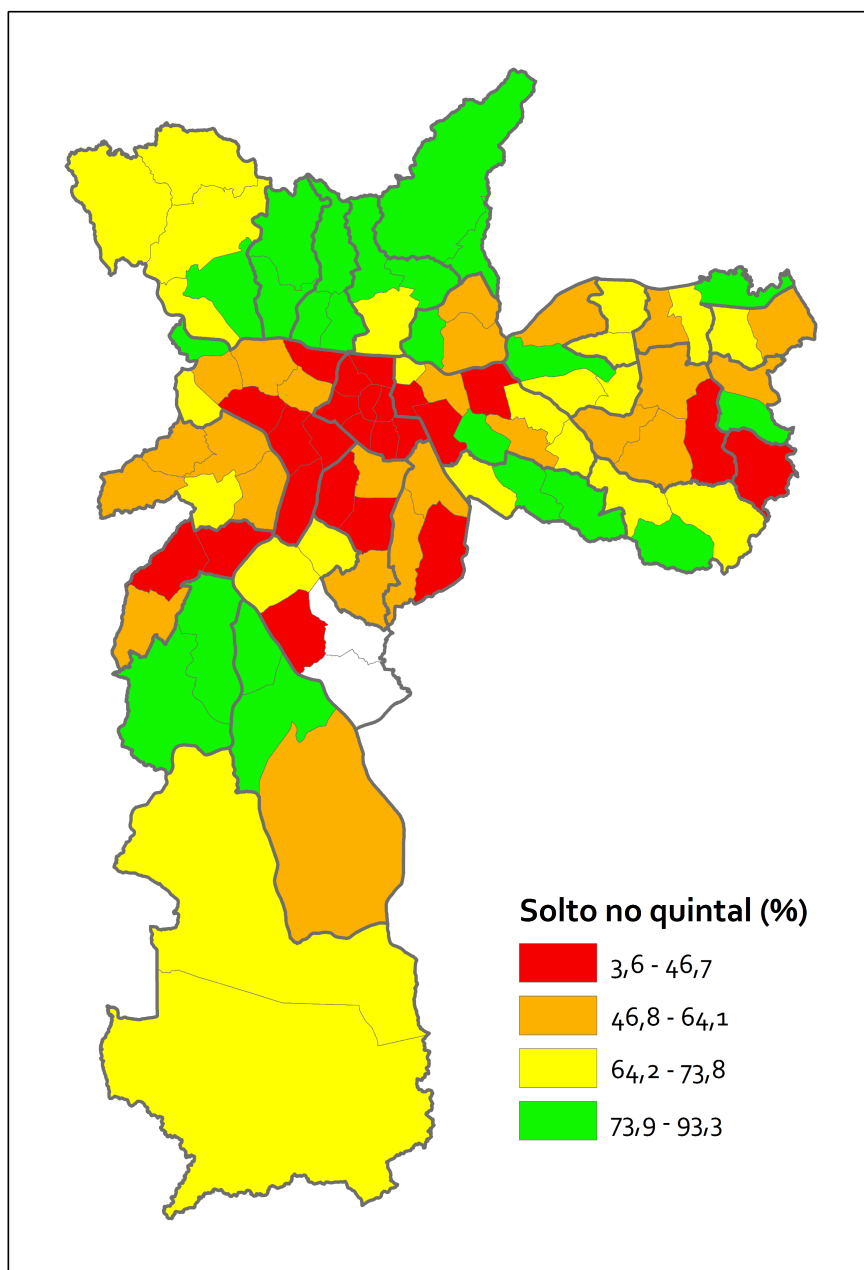 Solto no quintal (%)
3,6 - 46,7
46,8 - 64,1
64,2 - 73,8
73,9 - 93,3